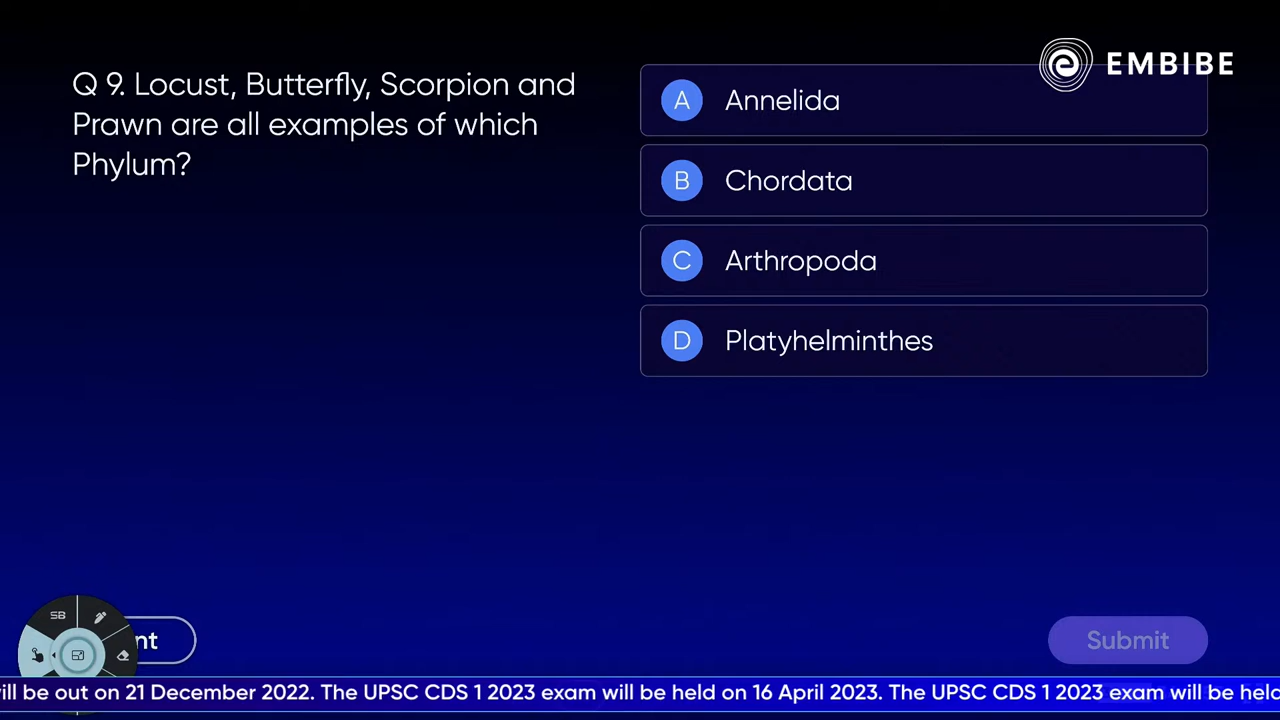 EMBIBE
Q 9. Locust, Butterfly, Scorpion and
Prawn are all examples of which
Phylum?
A Annelida
B Chordata
C Arthropoda
D Platyhelminthes
SB
Submit
will be out on 21 December 2022. The UPSC CDS 1 2023 exam will be held on 16 April 2023. The UPSC CDS 1 2023 exam will be held